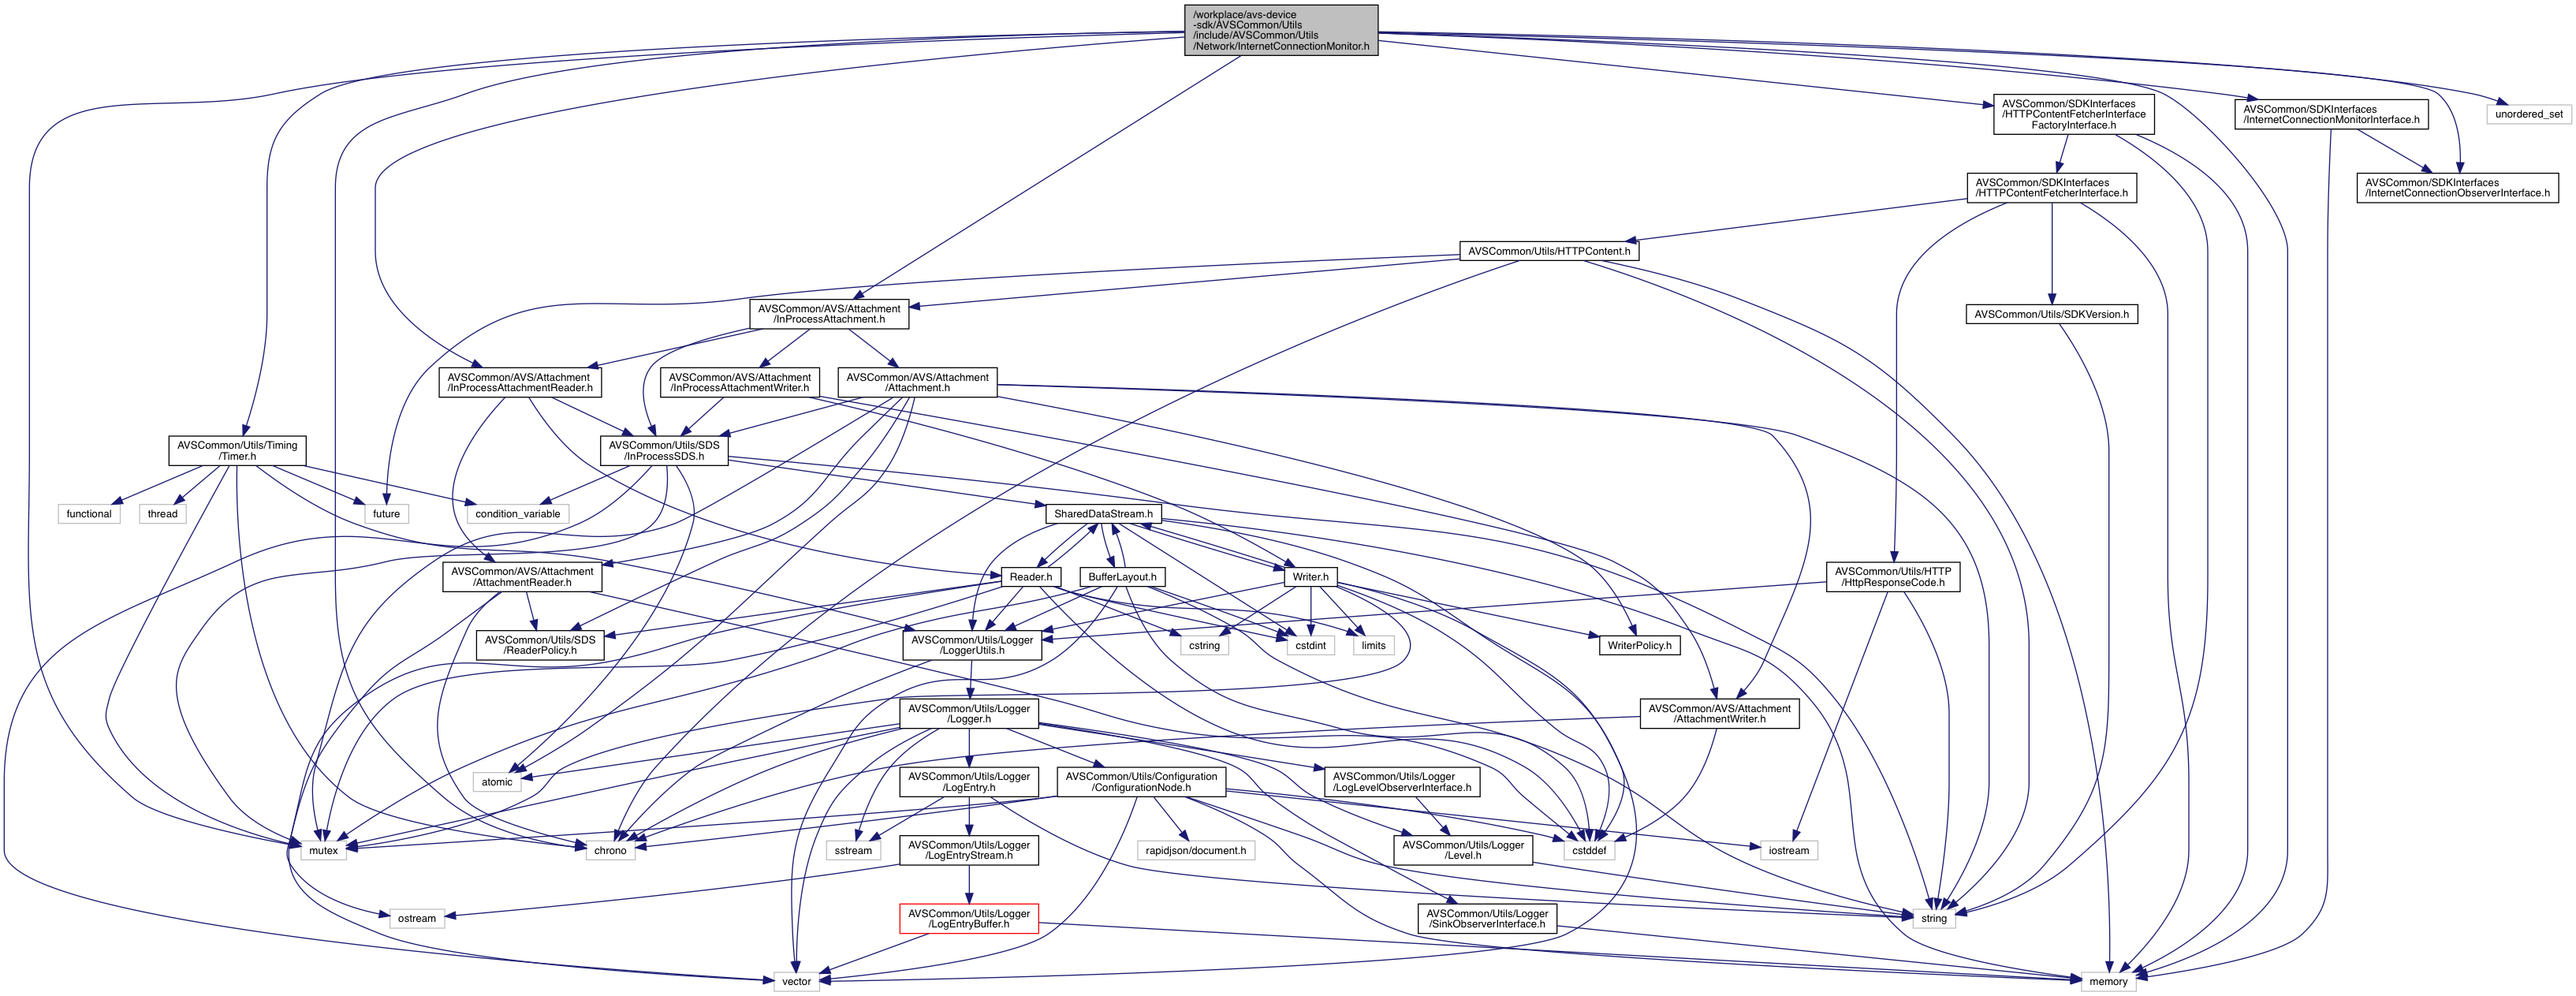 /workplace/avs-device
-sdk/AVSCommon/Utils
/include/AVSCommon/Utils
/Network/InternetConnectionMonitor.h
AVSCommon/SDKInterfaces
/HTTPContentFetcherInterface
FactoryInterface.h
AVSCommon/SDKInterfaces
/InternetConnectionMonitorInterface.h
unordered_set
AVSCommon/SDKInterfaces
/HTTPContentFetcherInterface.h
AVSCommon/SDKInterfaces
/InternetConnectionObserverInterface.h
AVSCommon/Utils/HTTPContent.h
AVSCommon/AVS/Attachment
/InProcessAttachment.h
AVSCommon/Utils/SDKVersion.h
AVSCommon/AVS/Attachment
/InProcessAttachmentReader.h
AVSCommon/AVS/Attachment
/InProcessAttachmentWriter.h
AVSCommon/AVS/Attachment
/Attachment.h
AVSCommon/Utils/Timing
/Timer.h
AVSCommon/Utils/SDS
/InProcessSDS.h
functional
thread
future
condition_variable
SharedDataStream.h
AVSCommon/AVS/Attachment
/AttachmentReader.h
Reader.h
BufferLayout.h
Writer.h
AVSCommon/Utils/HTTP
/HttpResponseCode.h
AVSCommon/Utils/SDS
/ReaderPolicy.h
AVSCommon/Utils/Logger
/LoggerUtils.h
cstring
cstdint
limits
WriterPolicy.h
AVSCommon/Utils/Logger
/Logger.h
AVSCommon/AVS/Attachment
/AttachmentWriter.h
atomic
AVSCommon/Utils/Logger
/LogEntry.h
AVSCommon/Utils/Configuration
/ConfigurationNode.h
AVSCommon/Utils/Logger
/LogLevelObserverInterface.h
mutex
chrono
sstream
AVSCommon/Utils/Logger
/LogEntryStream.h
rapidjson/document.h
AVSCommon/Utils/Logger
/Level.h
cstddef
iostream
ostream
AVSCommon/Utils/Logger
/LogEntryBuffer.h
AVSCommon/Utils/Logger
/SinkObserverInterface.h
string
vector
memory